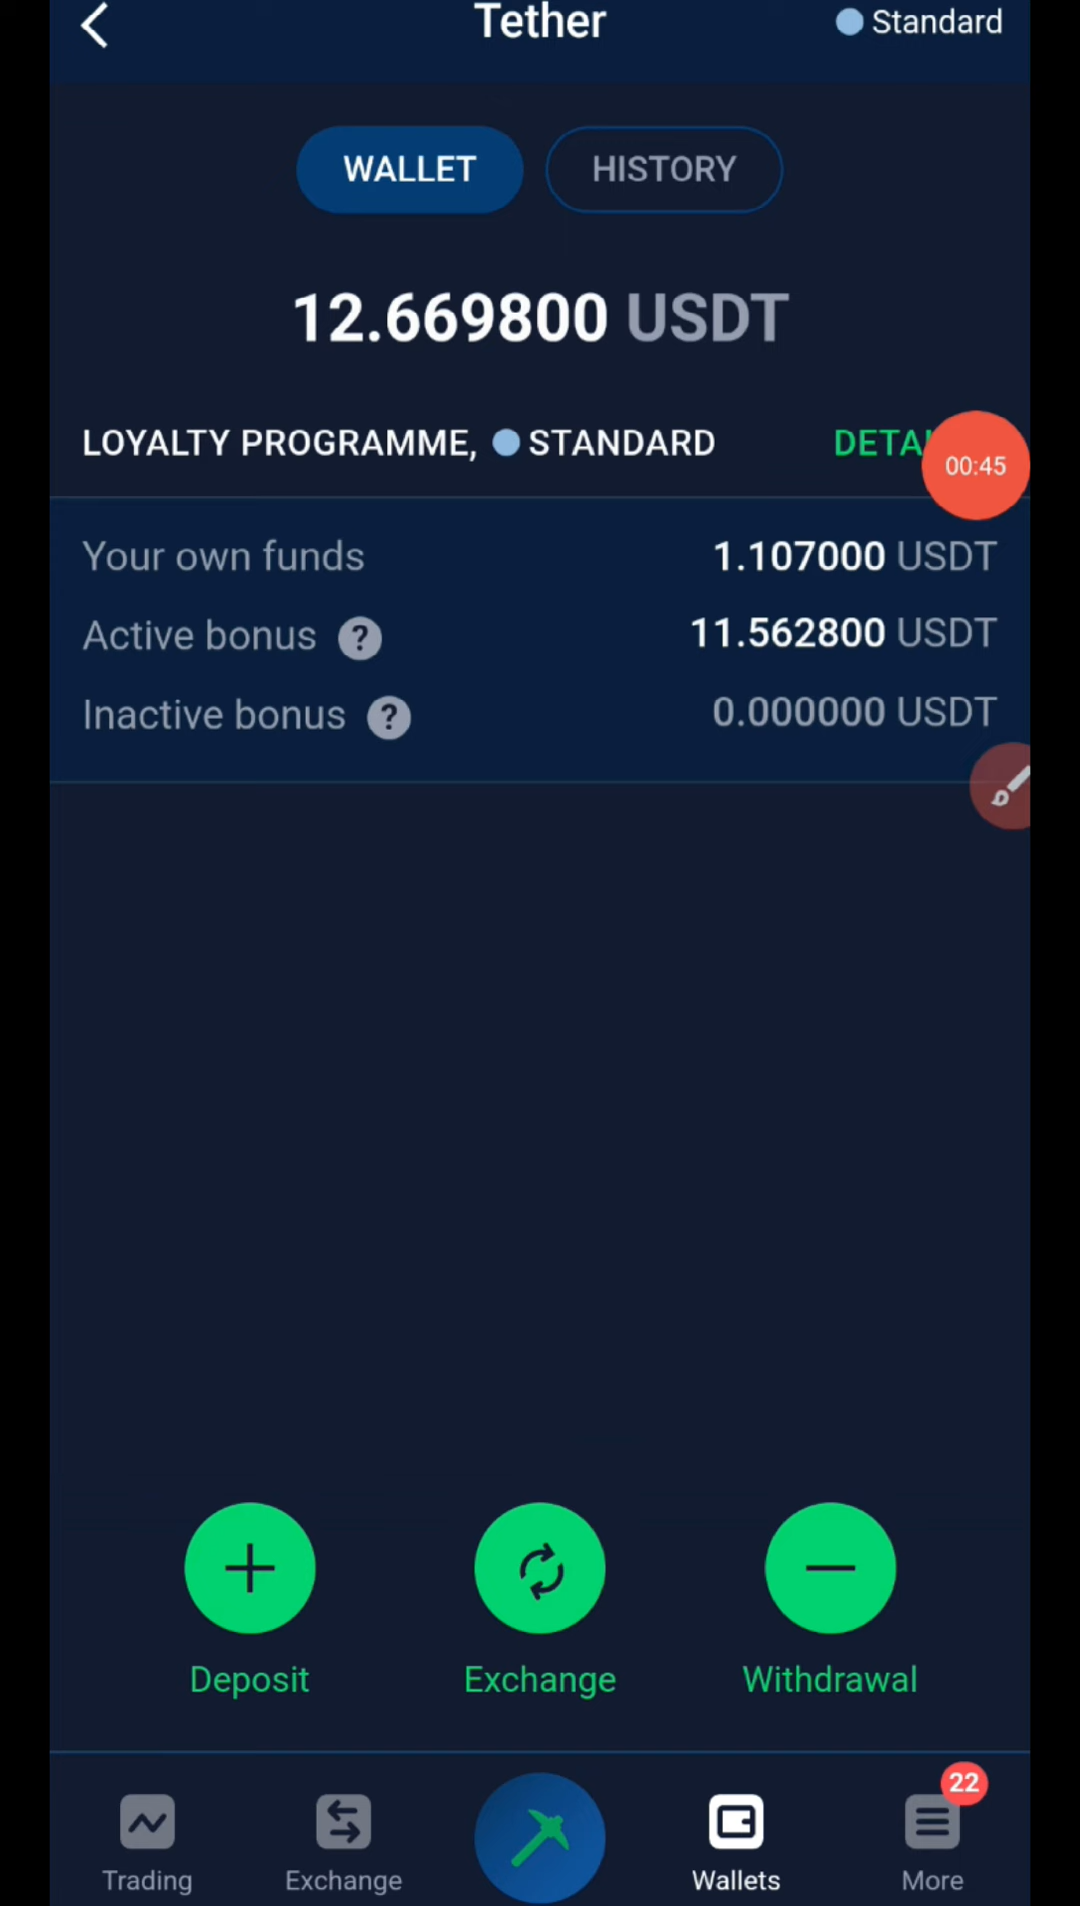 Tether
Standard
WALLET
HISTORY
12.669800 USDT
LOYALTY PROGRAMME, STANDARD
00:45
Your own funds 1.107000 USDT
Active bonus ? 11.562800 USDT
Inactive bonus ? 0.000000 USDT
Deposit
Exchange
Withdrawal
22
Trading
Exchange
Wallets
More